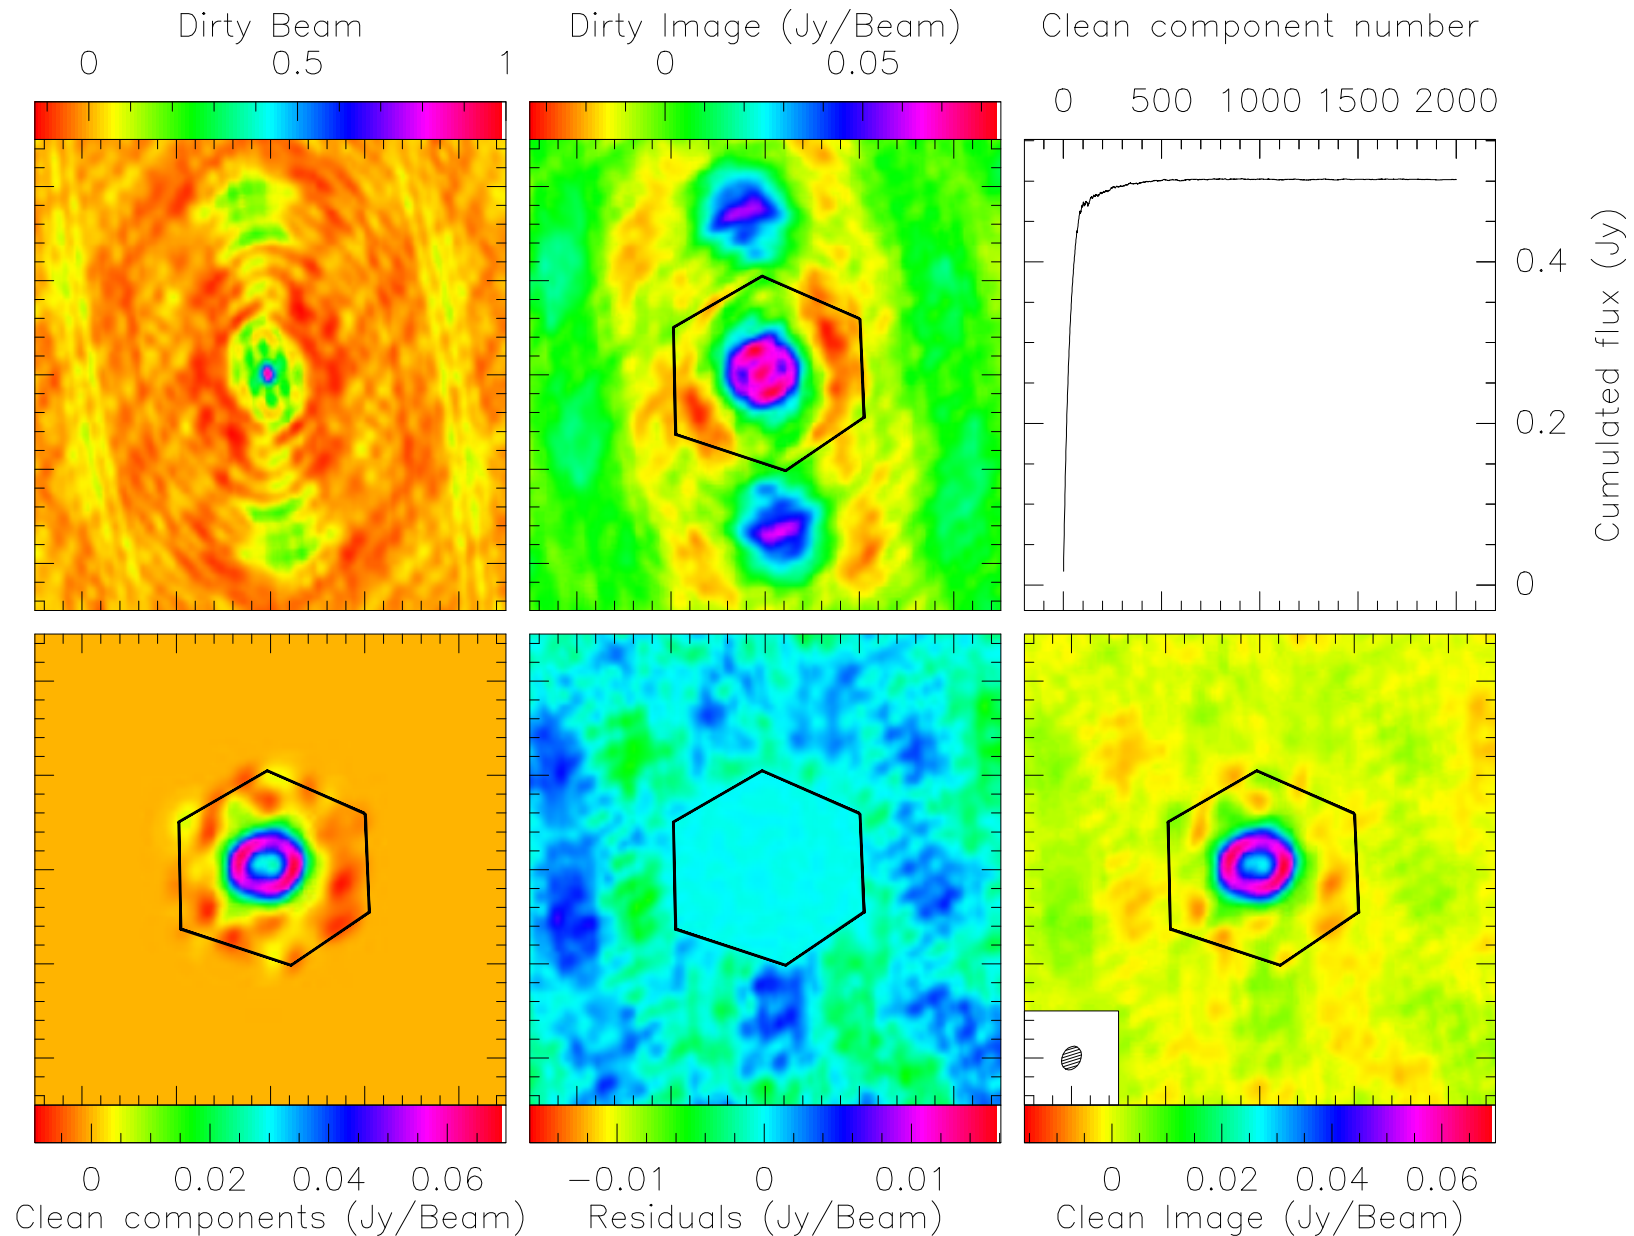 Dirty Beam
0 0.5 1
Dirty Image (Jy/Beam)
0 0.05
Clean component number
0 500 1000 1500 2000
0.4
0.2
0
Cumulated flux (Jy)
0 0.02 0.04 0.06
Clean components (Jy/Beam)
−0.01 0 0.01
Residuals (Jy/Beam)
0 0.02 0.04 0.06
Clean Image (Jy/Beam)